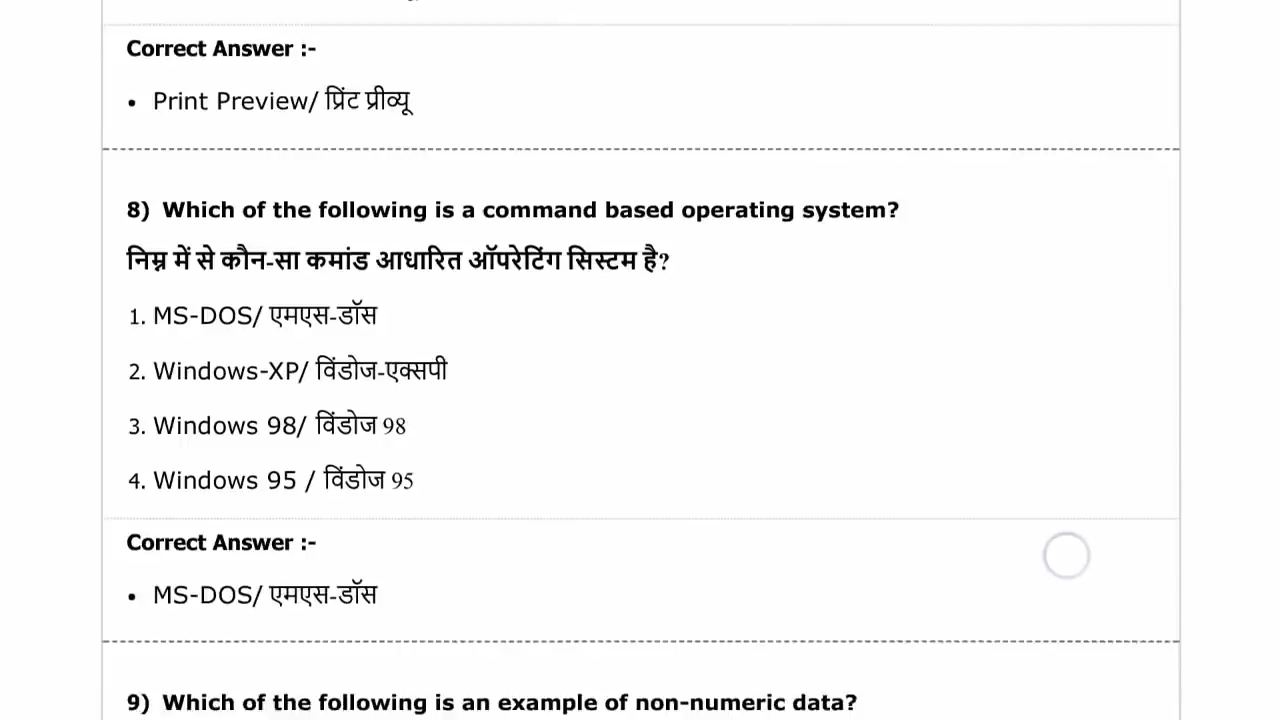 Correct Answer :-
• Print Preview/ प्रिंट प्रीव्यू
8) Which of the following is a command based operating system?
निम्न में से कौन-सा कमांड आधारित ऑपरेटिंग सिस्टम है?
1. MS-DOS/ एमएस-डॉस
2. Windows-XP/ विंडोज-एक्सपी
3. Windows 98/ विंडोज 98
4. Windows 95 / विंडोज 95
Correct Answer :-
• MS-DOS/ एमएस-डॉस
9) Which of the following is an example of non-numeric data?